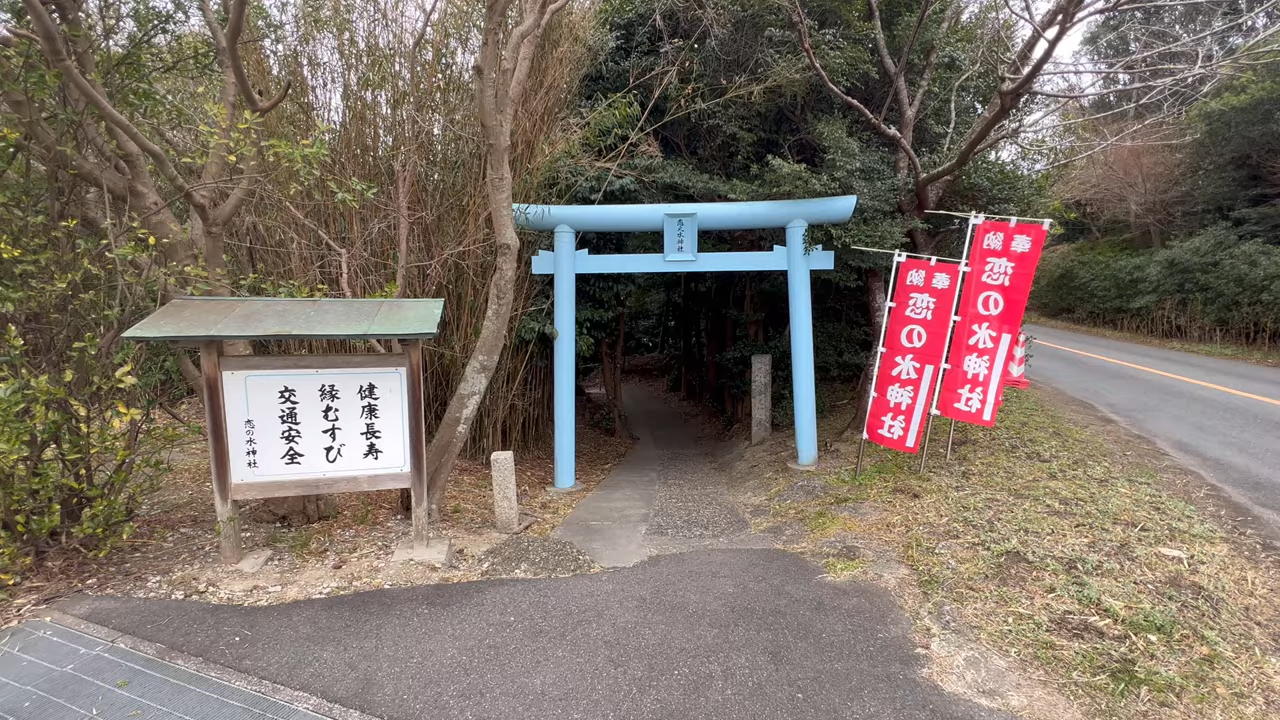 健康長寿
縁むすび
交通安全
恋の水神社
恋之水神社
奉納
恋の水神社
奉納
恋の水神社